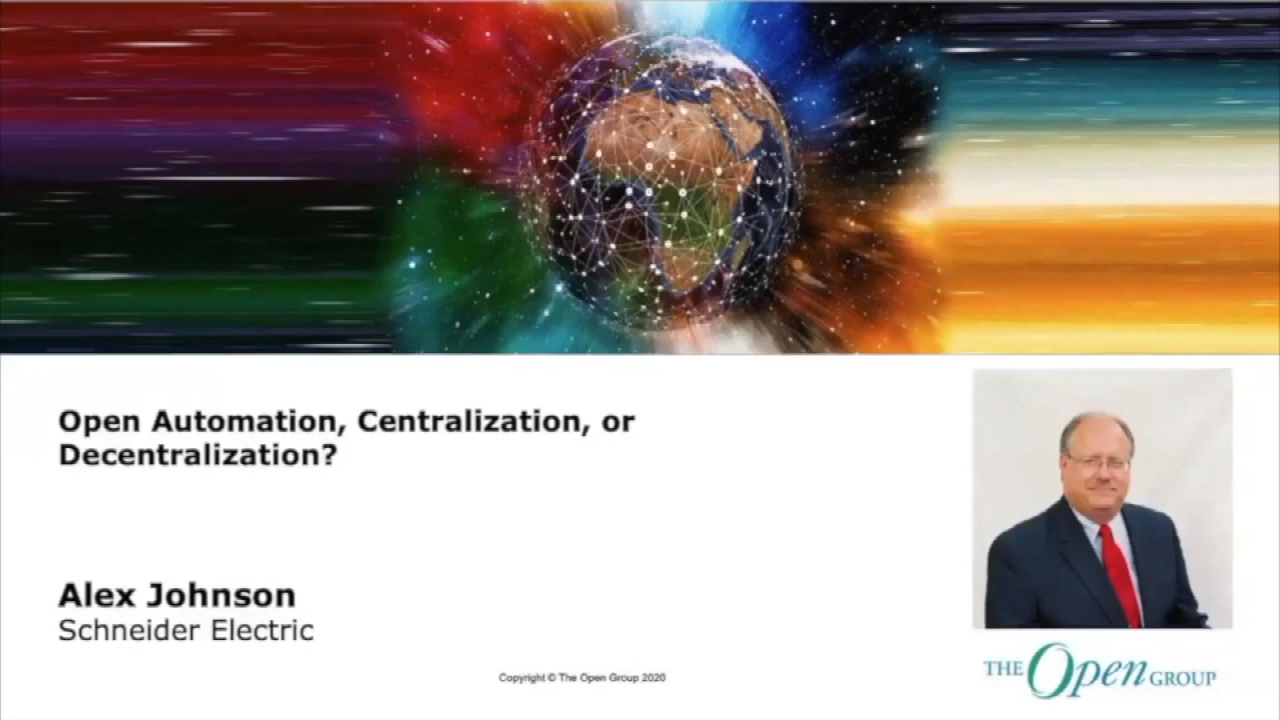 Open Automation, Centralization, or
Decentralization?
Alex Johnson
Schneider Electric
Copyright © The Open Group 2020
THE Open GROUP